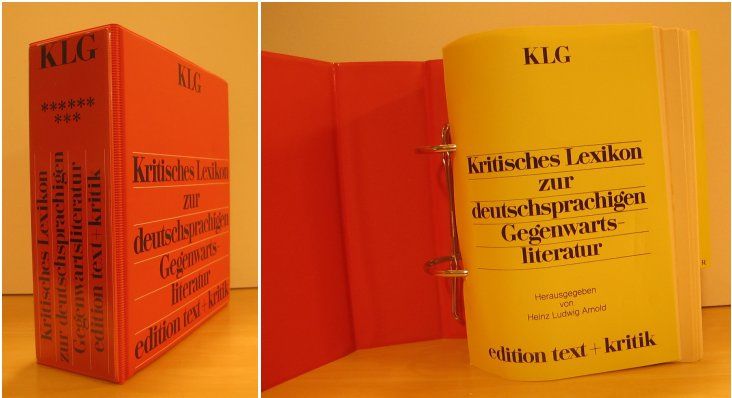 KLG
******
***
Kritisches Lexikon
zur deutschsprachigen
Gegenwartsliteratur
edition text + kritik
KLG
Kritisches Lexikon
zur
deutschsprachigen
Gegenwarts-
literatur
edition text + kritik
KLG
Kritisches Lexikon
zur
deutschsprachigen
Gegenwarts-
literatur
Herausgegeben
von
Heinz Ludwig Arnold
edition text + kritik
R